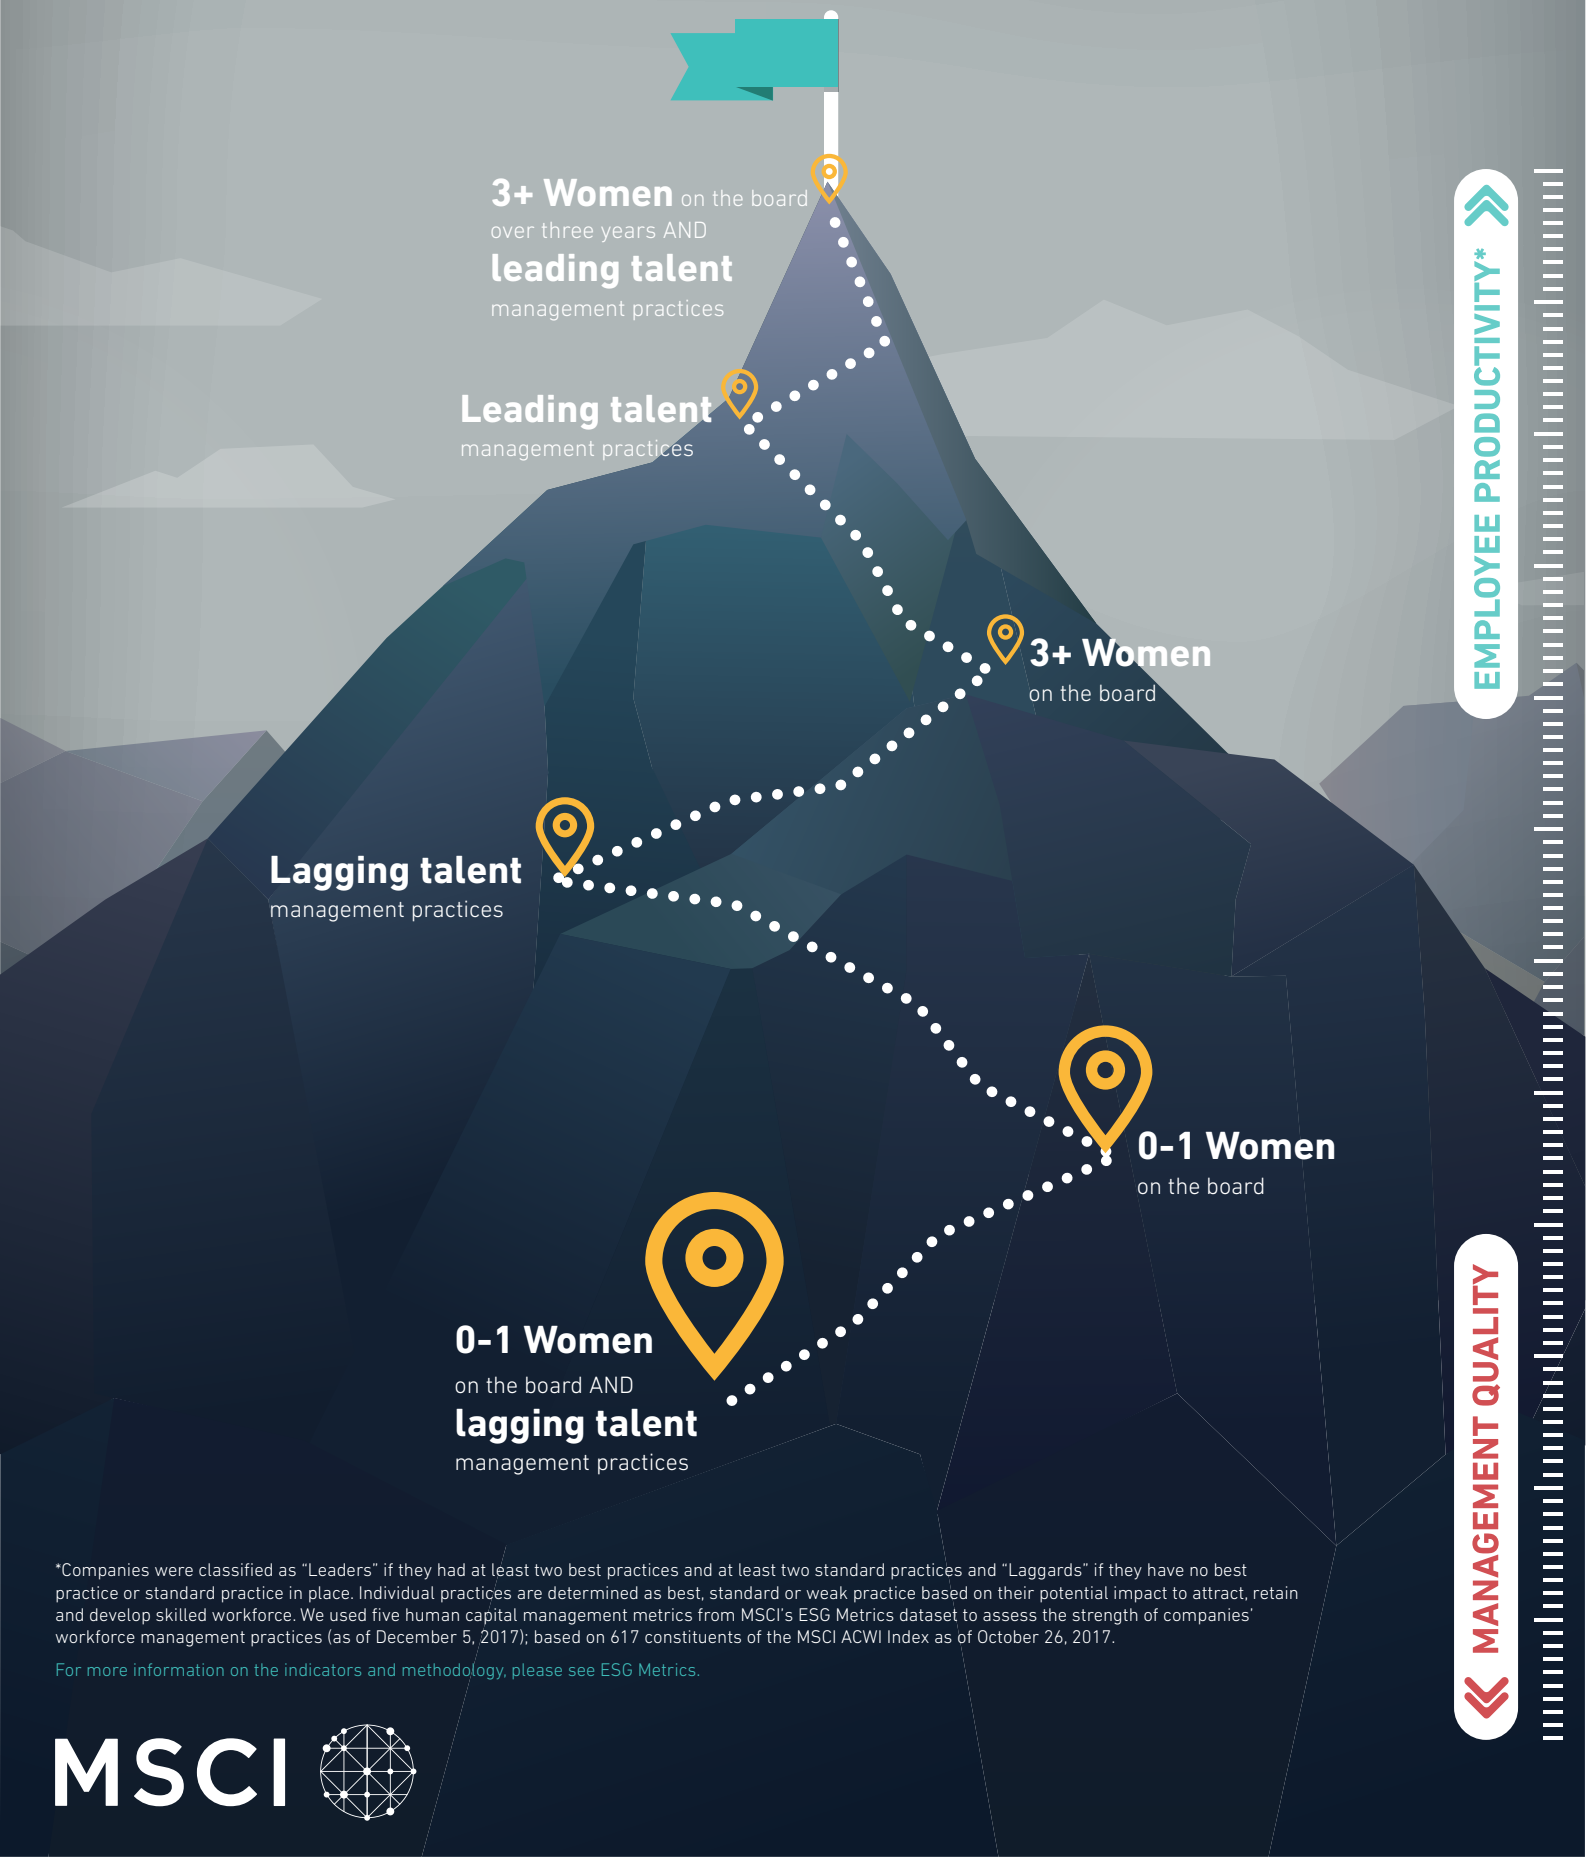 3+ Women on the board
over three years AND
leading talent
management practices
Leading talent
management practices
3+ Women
on the board
Lagging talent
management practices
0-1 Women
on the board
0-1 Women
on the board AND
lagging talent
management practices
EMPLOYEE PRODUCTIVITY*
MANAGEMENT QUALITY
*Companies were classified as “Leaders” if they had at least two best practices and at least two standard practices and “Laggards” if they have no best
practice or standard practice in place. Individual practices are determined as best, standard or weak practice based on their potential impact to attract, retain
and develop skilled workforce. We used five human capital management metrics from MSCI’s ESG Metrics dataset to assess the strength of companies’
workforce management practices (as of December 5, 2017); based on 617 constituents of the MSCI ACWI Index as of October 26, 2017.
For more information on the indicators and methodology, please see ESG Metrics.
MSCI